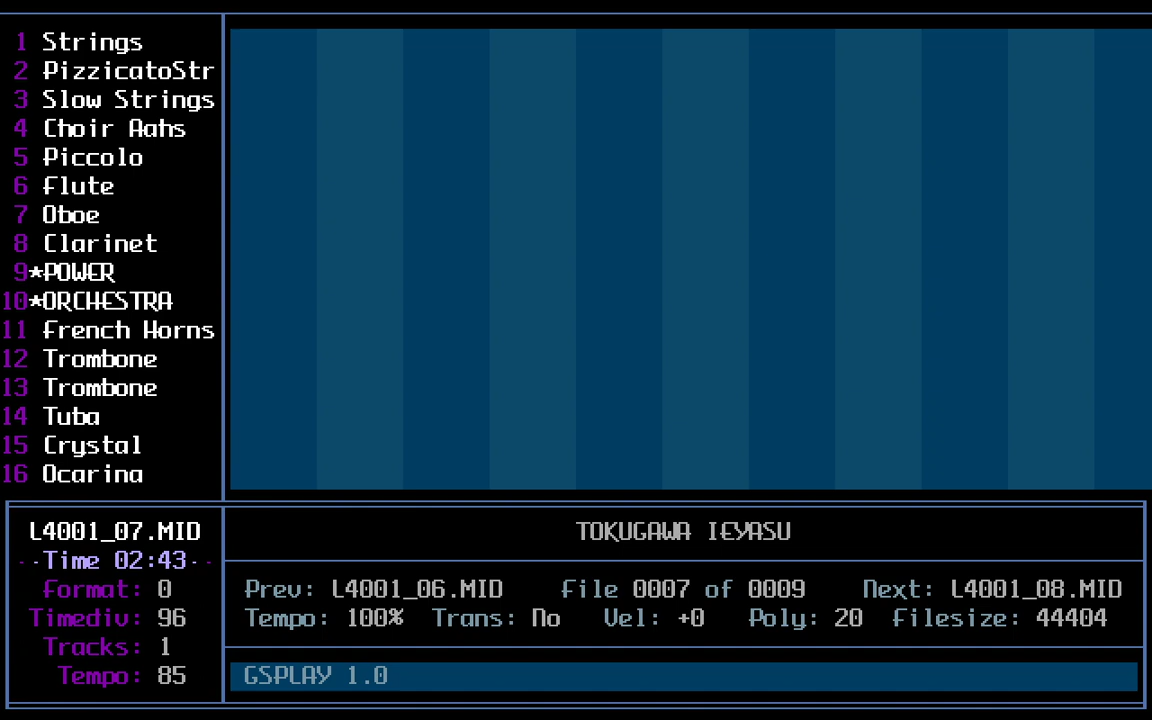 1 Strings
2 PizzicatoStr
3 Slow Strings
4 Choir Aahs
5 Piccolo
6 Flute
7 Oboe
8 Clarinet
9*POWER
10*ORCHESTRA
11 French Horns
12 Trombone
13 Trombone
14 Tuba
15 Crystal
16 Ocarina
L4001_07.MID
··Time 02:43··
Format: 0
Timediv: 96
Tracks: 1
Tempo: 85
TOKUGAWA IEYASU
Prev: L4001_06.MID File 0007 of 0009 Next: L4001_08.MID
Tempo: 100% Trans: No Vel: +0 Poly: 20 Filesize: 44404
GSPLAY 1.0